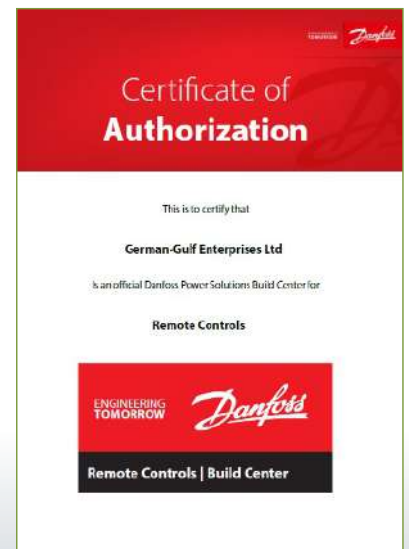 ENGINEERING
TOMORROW
Danfoss
Certificate of
Authorization
This is to certify that
German-Gulf Enterprises Ltd
is an official Danfoss Power Solutions Build Center for
Remote Controls
ENGINEERING
TOMORROW
Danfoss
Remote Controls | Build Center